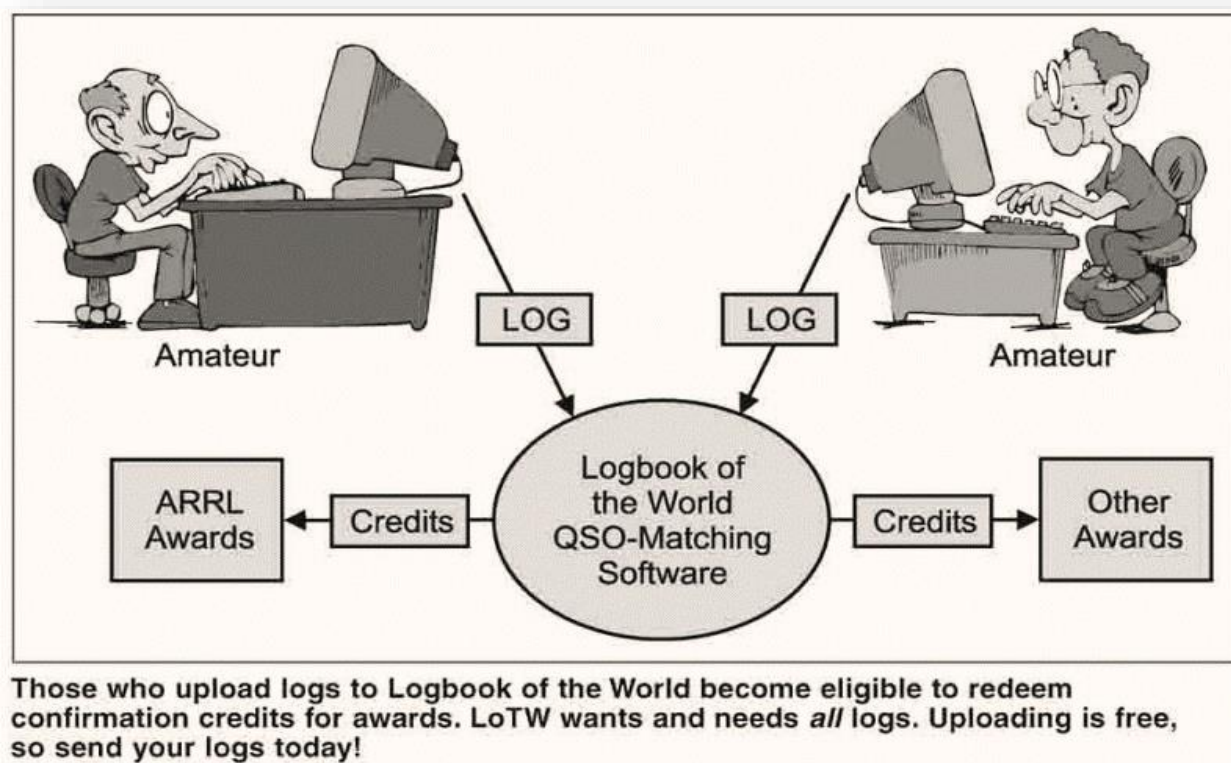 LOG
LOG
Amateur
Amateur
Logbook of
the World
QSO-Matching
Software
ARRL
Awards
Credits
Credits
Other
Awards
Those who upload logs to Logbook of the World become eligible to redeem
confirmation credits for awards. LoTW wants and needs all logs. Uploading is free,
so send your logs today!